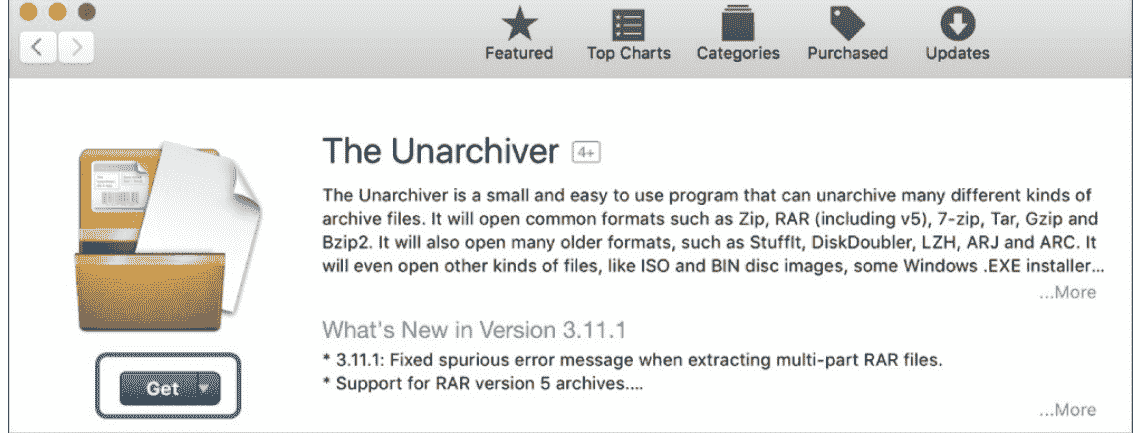 Featured Top Charts Categories Purchased Updates
The Unarchiver 4+
The Unarchiver is a small and easy to use program that can unarchive many different kinds of
archive files. It will open common formats such as Zip, RAR (including v5), 7-zip, Tar, Gzip and
Bzip2. It will also open many older formats, such as StuffIt, DiskDoubler, LZH, ARJ and ARC. It
will even open other kinds of files, like ISO and BIN disc images, some Windows .EXE installer...
...More
What's New in Version 3.11.1
* 3.11.1: Fixed spurious error message when extracting multi-part RAR files.
* Support for RAR version 5 archives....
Get
...More